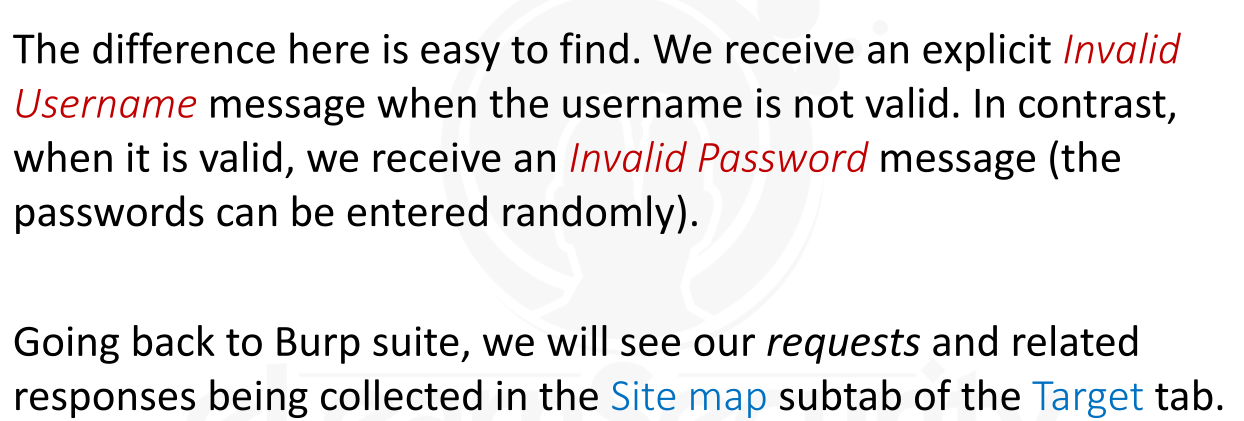 The difference here is easy to find. We receive an explicit Invalid
Username message when the username is not valid. In contrast,
when it is valid, we receive an Invalid Password message (the
passwords can be entered randomly).
Going back to Burp suite, we will see our requests and related
responses being collected in the Site map subtab of the Target tab.